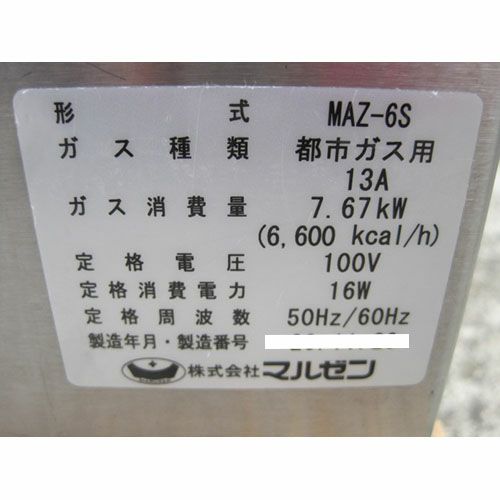 形式 MAZ-6S
ガス種類 都市ガス用
13A
ガス消費量 7.67kW
(6,600 kcal/h)
定格電圧 100V
定格消費電力 16W
定格周波数 50Hz/60Hz
製造年月・製造番号
株式会社 マルゼン